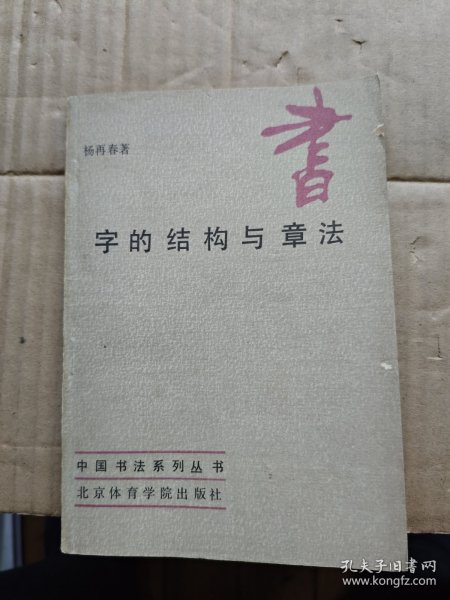 書
杨再春著
字的结构与章法
中国书法系列丛书
北京体育学院出版社
孔夫子旧书网
www.kongfz.com